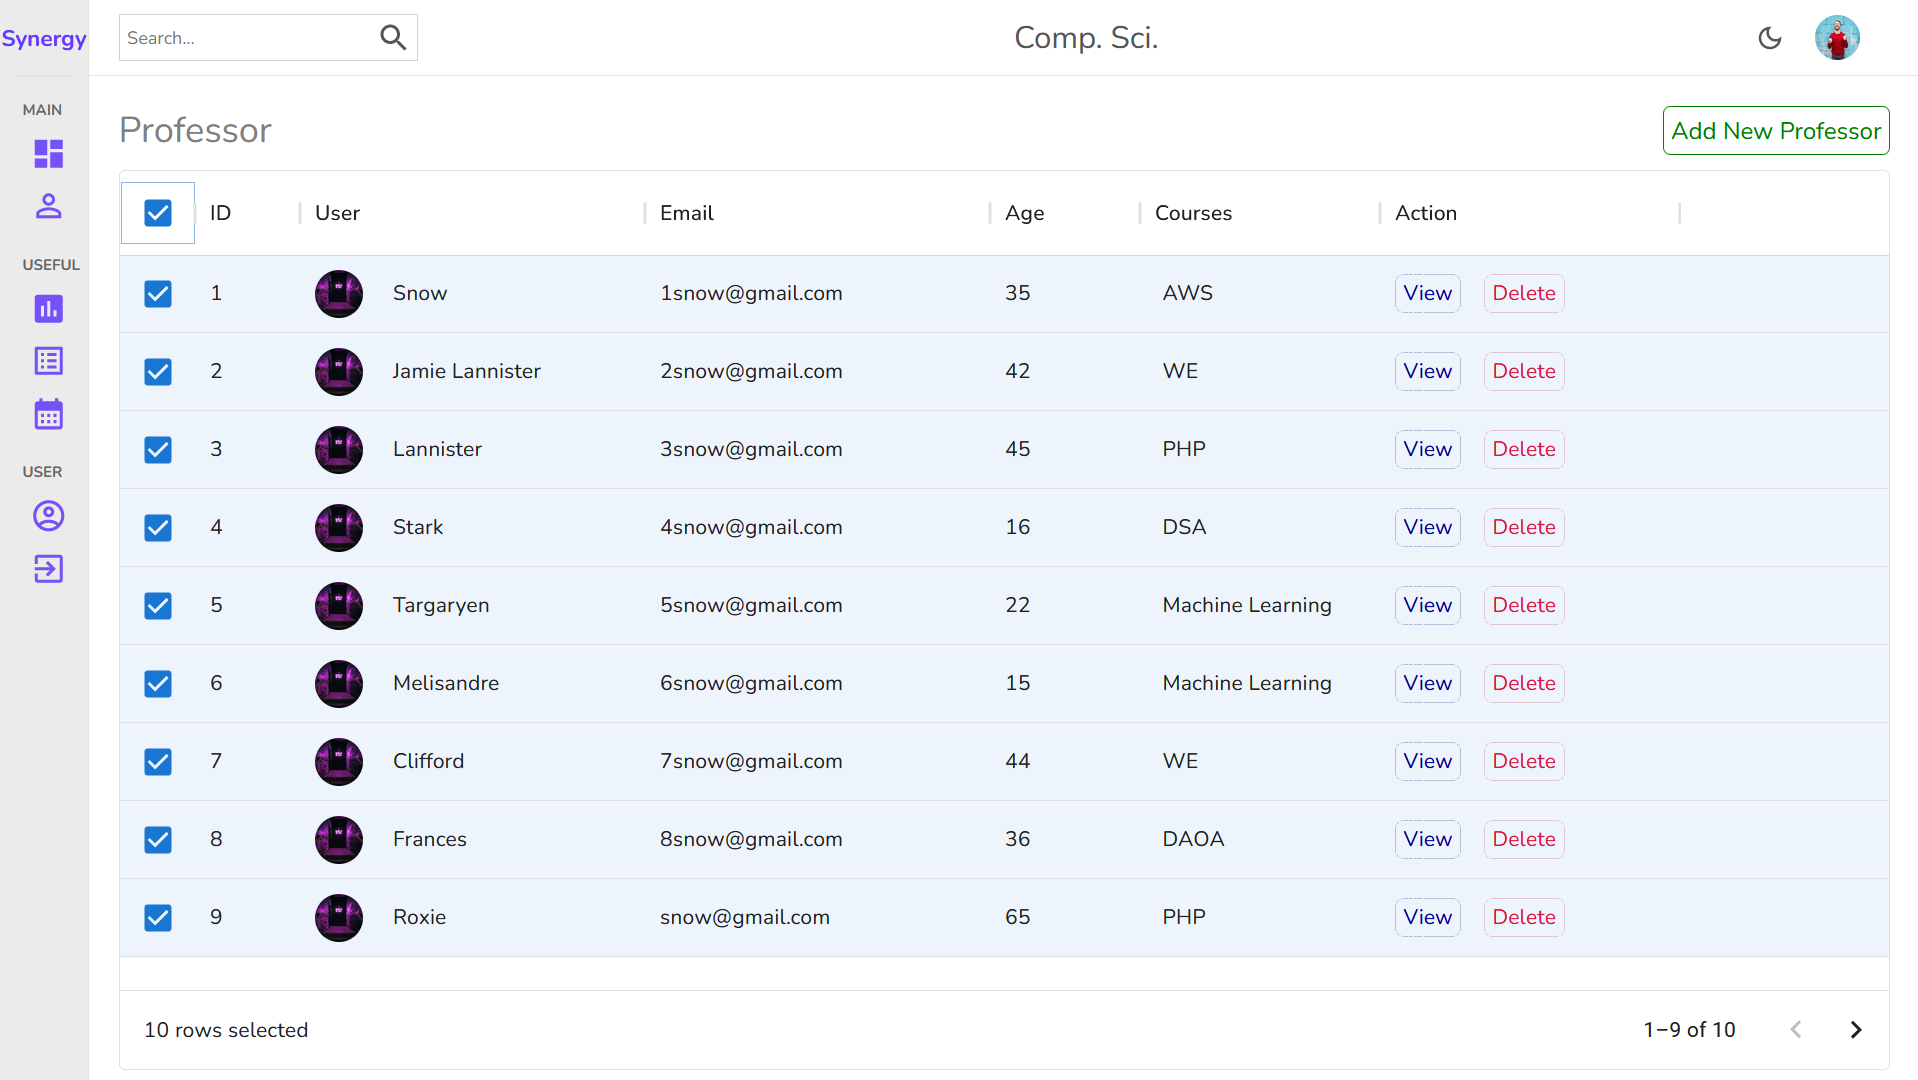 Synergy
Search...
Comp. Sci.
MAIN
USEFUL
USER
Professor
Add New Professor
ID User Email Age Courses Action
1 Snow 1snow@gmail.com 35 AWS View Delete
2 Jamie Lannister 2snow@gmail.com 42 WE View Delete
3 Lannister 3snow@gmail.com 45 PHP View Delete
4 Stark 4snow@gmail.com 16 DSA View Delete
5 Targaryen 5snow@gmail.com 22 Machine Learning View Delete
6 Melisandre 6snow@gmail.com 15 Machine Learning View Delete
7 Clifford 7snow@gmail.com 44 WE View Delete
8 Frances 8snow@gmail.com 36 DAOA View Delete
9 Roxie snow@gmail.com 65 PHP View Delete
10 rows selected
1–9 of 10